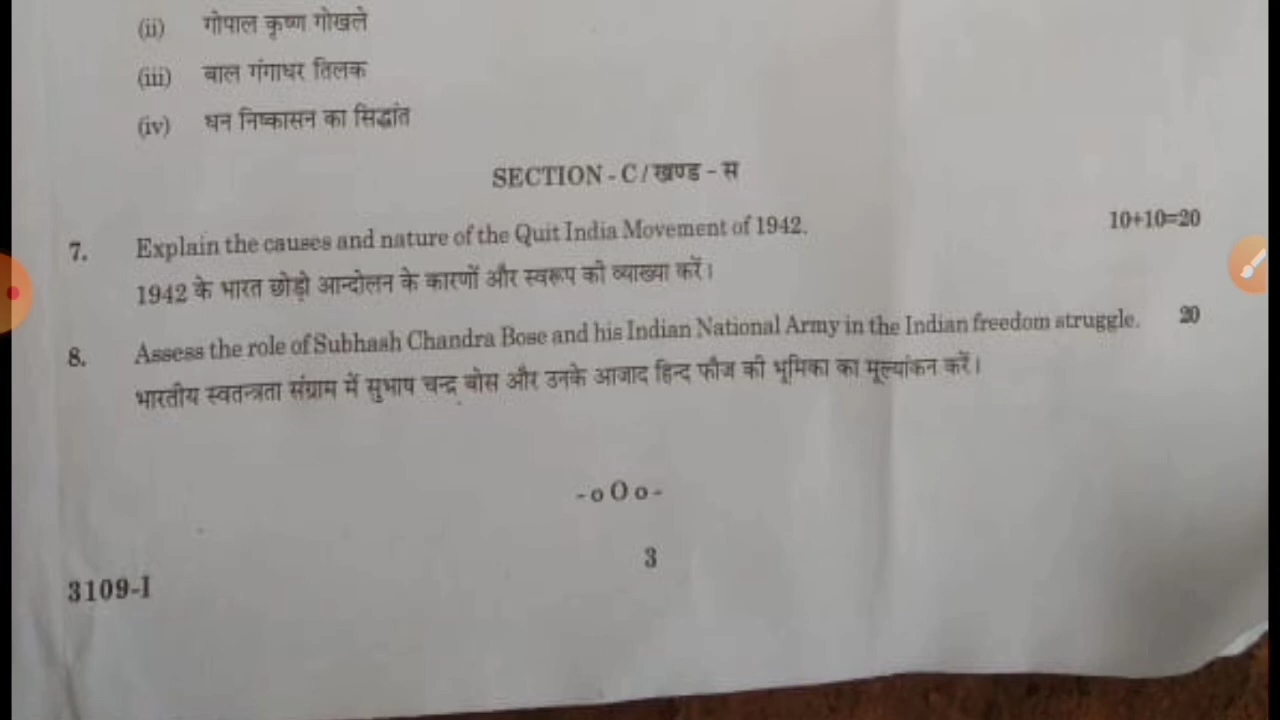 (ii) गोपाल कृष्ण गोखले
(iii) बाल गंगाधर तिलक
(iv) धन निष्कासन का सिद्धांत
SECTION - C / खण्ड - स
7. Explain the causes and nature of the Quit India Movement of 1942. 10+10=20
1942 के भारत छोड़ो आन्दोलन के कारणों और स्वरूप की व्याख्या करें।
8. Assess the role of Subhash Chandra Bose and his Indian National Army in the Indian freedom struggle. 20
भारतीय स्वतन्त्रता संग्राम में सुभाष चन्द्र बोस और उनके आजाद हिन्द फौज की भूमिका का मूल्यांकन करें।
-oOo-
3
3109-I